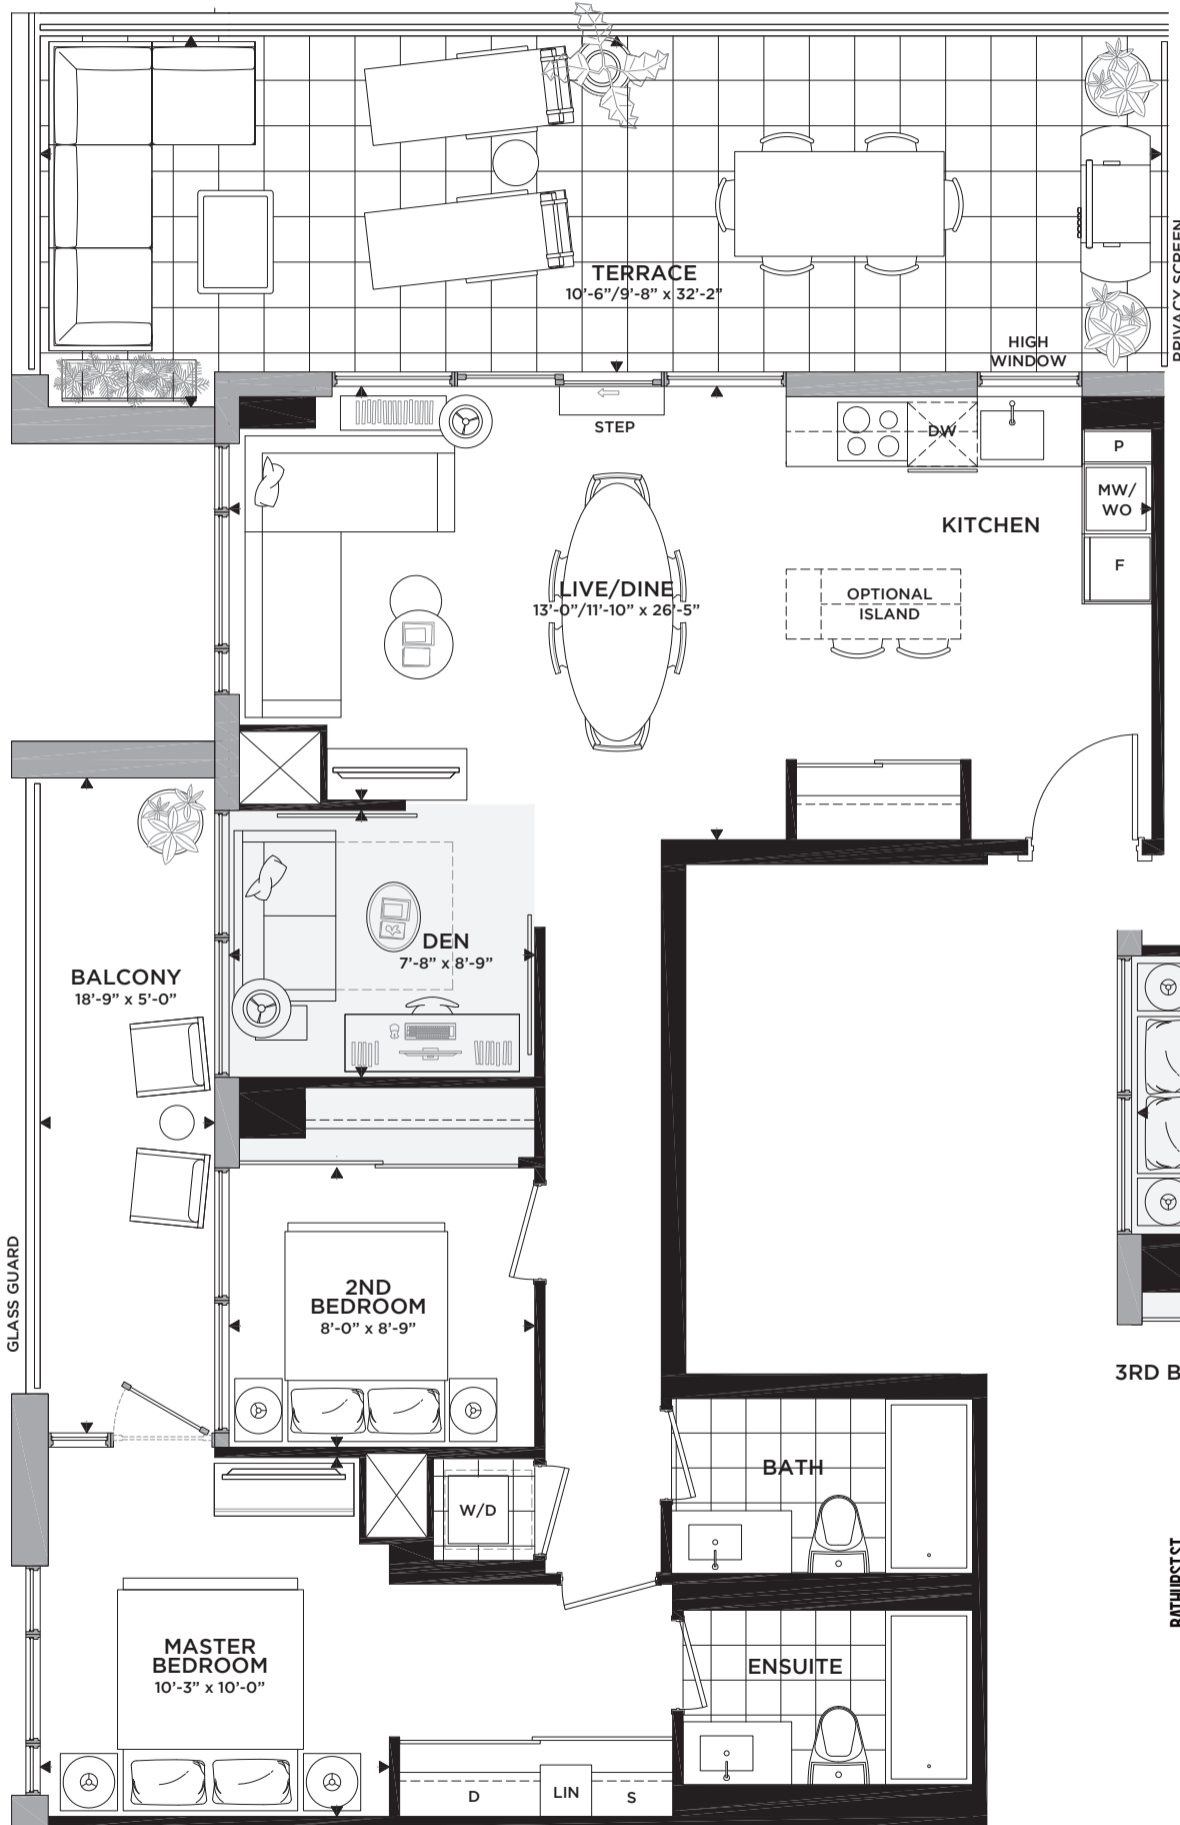 TERRACE
10'-6”/9'-8” x 32'-2”
PRIVACY SCREEN
HIGH
WINDOW
STEP
DW
P
MW/
WO
F
KITCHEN
LIVE/DINE
13'-0”/11'-10” x 26'-5”
OPTIONAL
ISLAND
DEN
7'-8” x 8'-9”
BALCONY
18'-9” x 5'-0”
GLASS GUARD
2ND
BEDROOM
8'-0” x 8'-9”
3RD B
BATH
W/D
BATHURST ST
MASTER
BEDROOM
10'-3” x 10'-0”
ENSUITE
D
LIN
S